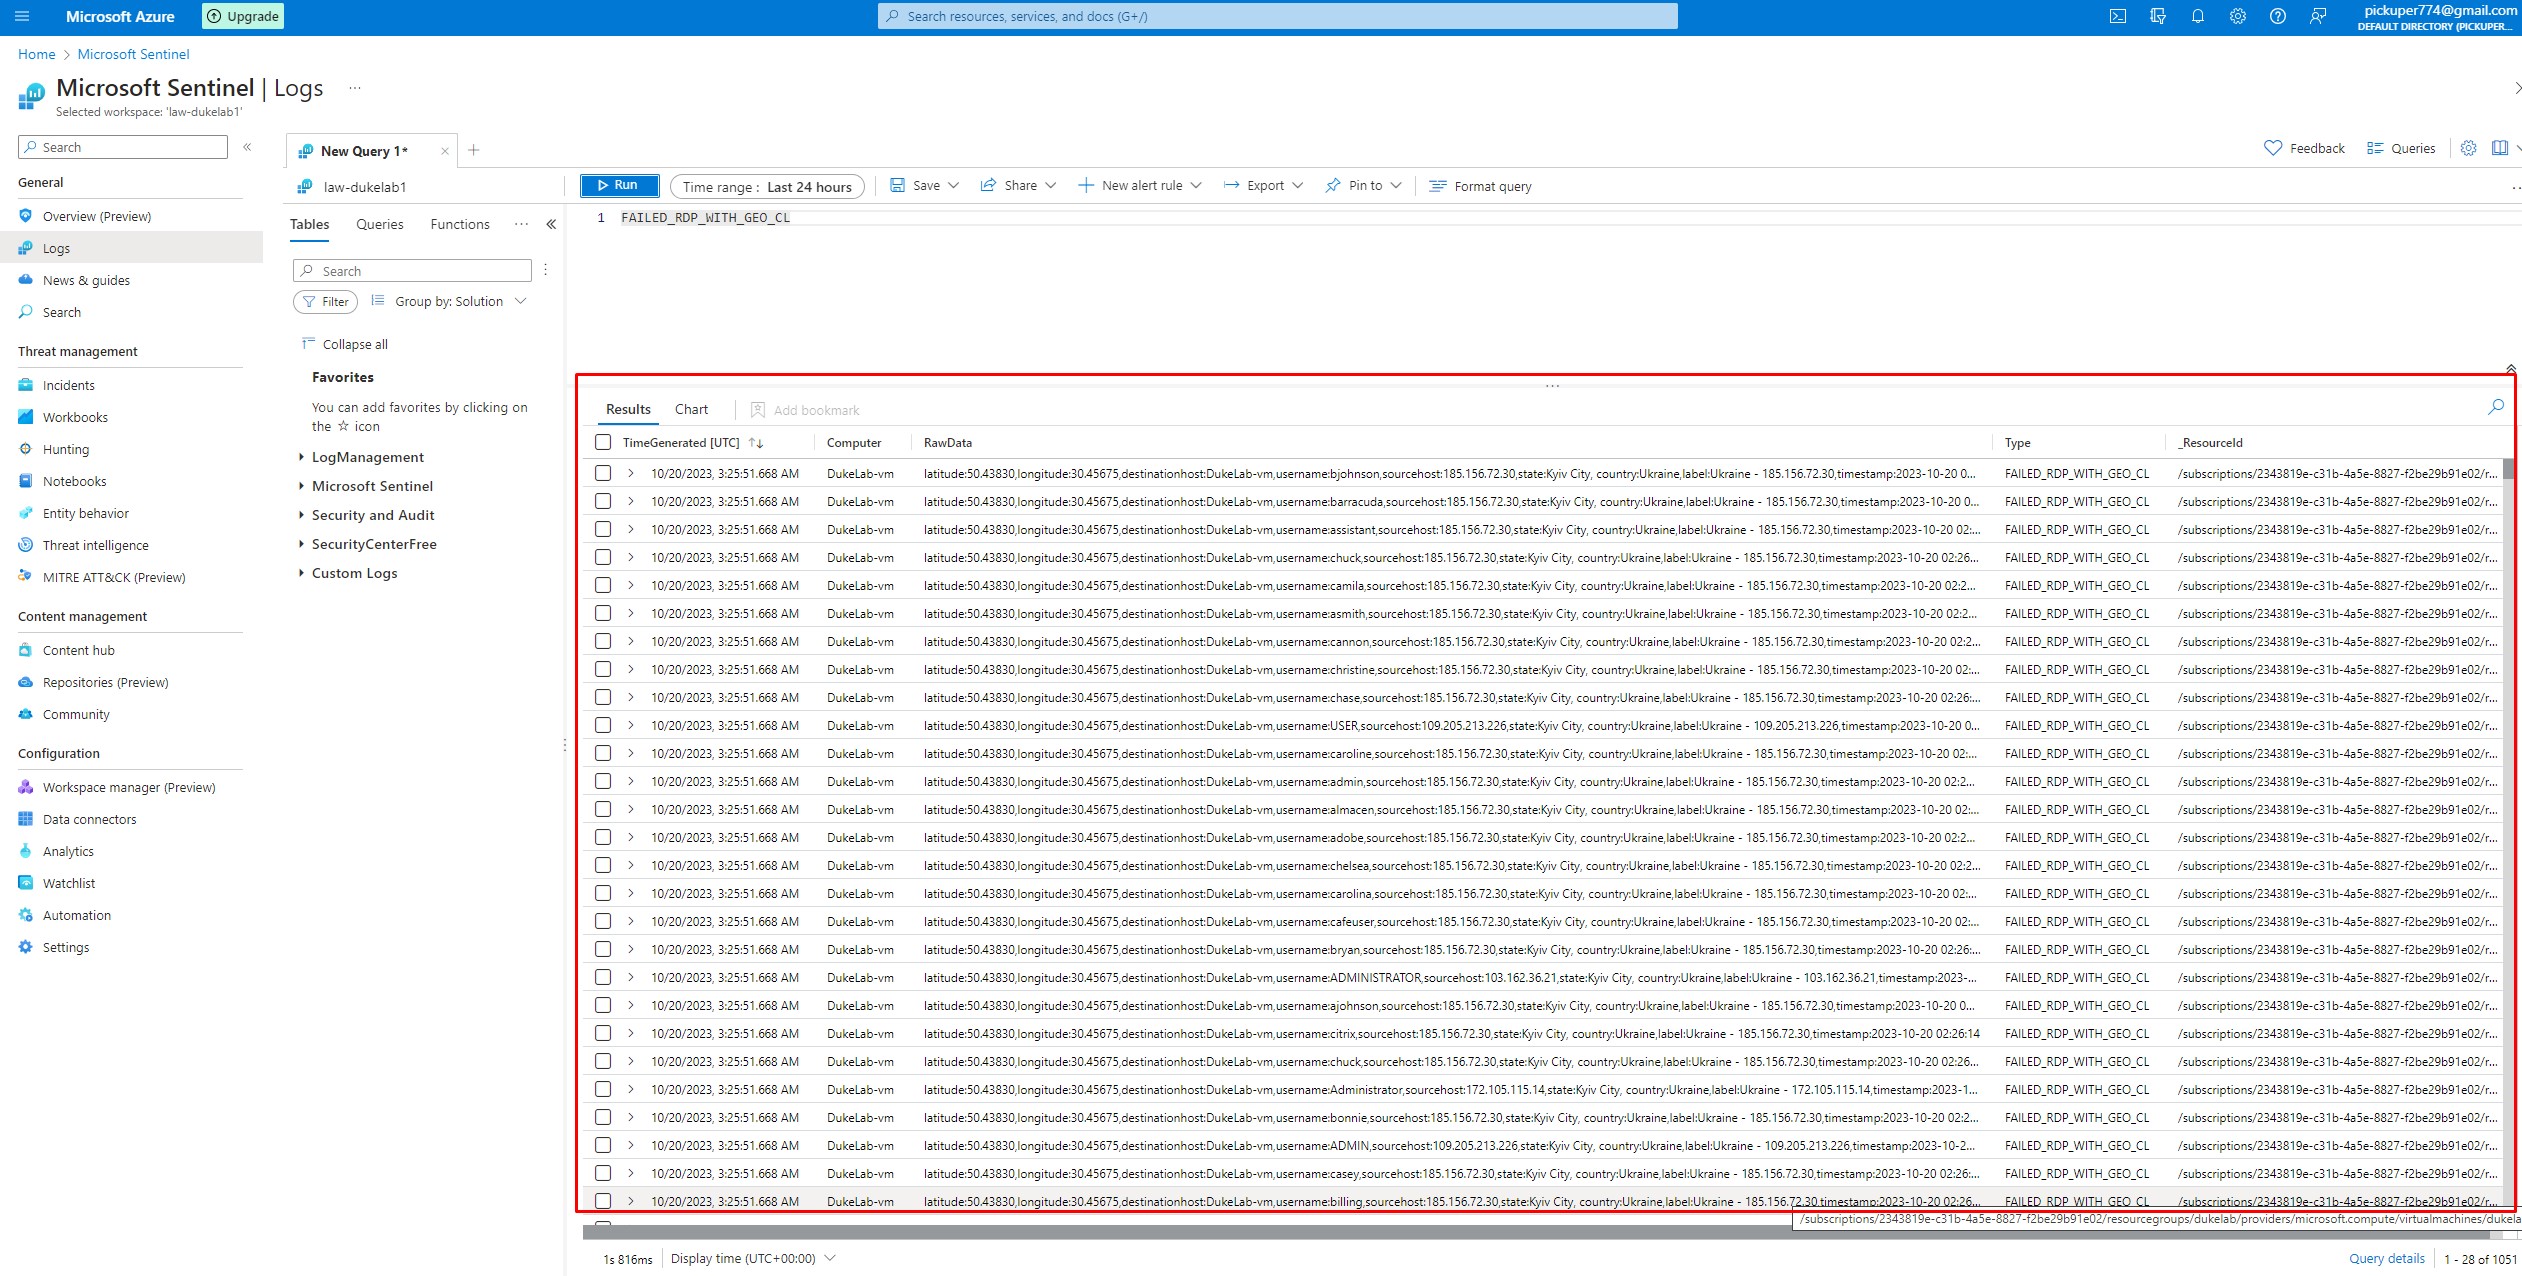 Microsoft Azure
Upgrade
Search resources, services, and docs (G+/)
pickuper774@gmail.com
DEFAULT DIRECTORY (PICKUPER...
Home > Microsoft Sentinel
Microsoft Sentinel | Logs ...
Selected workspace: 'law-dukelab1'
Search
General
Overview (Preview)
Logs
News & guides
Search
Threat management
Incidents
Workbooks
Hunting
Notebooks
Entity behavior
Threat intelligence
MITRE ATT&CK (Preview)
Content management
Content hub
Repositories (Preview)
Community
Configuration
Workspace manager (Preview)
Data connectors
Analytics
Watchlist
Automation
Settings
New Query 1*
Feedback Queries
law-dukelab1
Run Time range : Last 24 hours Save Share New alert rule Export Pin to Format query
Tables Queries Functions ...
Search
Filter Group by: Solution
Collapse all
Favorites
You can add favorites by clicking on
the ☆ icon
LogManagement
Microsoft Sentinel
Security and Audit
SecurityCenterFree
Custom Logs
1 FAILED_RDP_WITH_GEO_CL
Results Chart Add bookmark
TimeGenerated [UTC] Computer RawData Type _ResourceId
10/20/2023, 3:25:51.668 AM DukeLab-vm latitude:50.43830,longitude:30.45675,destinationhost:DukeLab-vm,username:bjohnson,sourcehost:185.156.72.30,state:Kyiv City, country:Ukraine,label:Ukraine - 185.156.72.30,timestamp:2023-10-20 0... FAILED_RDP_WITH_GEO_CL /subscriptions/2343819e-c31b-4a5e-8827-f2be29b91e02/r...
10/20/2023, 3:25:51.668 AM DukeLab-vm latitude:50.43830,longitude:30.45675,destinationhost:DukeLab-vm,username:barracuda,sourcehost:185.156.72.30,state:Kyiv City, country:Ukraine,label:Ukraine - 185.156.72.30,timestamp:2023-10-20 0... FAILED_RDP_WITH_GEO_CL /subscriptions/2343819e-c31b-4a5e-8827-f2be29b91e02/r...
10/20/2023, 3:25:51.668 AM DukeLab-vm latitude:50.43830,longitude:30.45675,destinationhost:DukeLab-vm,username:assistant,sourcehost:185.156.72.30,state:Kyiv City, country:Ukraine,label:Ukraine - 185.156.72.30,timestamp:2023-10-20 02:... FAILED_RDP_WITH_GEO_CL /subscriptions/2343819e-c31b-4a5e-8827-f2be29b91e02/r...
10/20/2023, 3:25:51.668 AM DukeLab-vm latitude:50.43830,longitude:30.45675,destinationhost:DukeLab-vm,username:chuck,sourcehost:185.156.72.30,state:Kyiv City, country:Ukraine,label:Ukraine - 185.156.72.30,timestamp:2023-10-20 02:26... FAILED_RDP_WITH_GEO_CL /subscriptions/2343819e-c31b-4a5e-8827-f2be29b91e02/r...
10/20/2023, 3:25:51.668 AM DukeLab-vm latitude:50.43830,longitude:30.45675,destinationhost:DukeLab-vm,username:camila,sourcehost:185.156.72.30,state:Kyiv City, country:Ukraine,label:Ukraine - 185.156.72.30,timestamp:2023-10-20 02:2... FAILED_RDP_WITH_GEO_CL /subscriptions/2343819e-c31b-4a5e-8827-f2be29b91e02/r...
10/20/2023, 3:25:51.668 AM DukeLab-vm latitude:50.43830,longitude:30.45675,destinationhost:DukeLab-vm,username:asmith,sourcehost:185.156.72.30,state:Kyiv City, country:Ukraine,label:Ukraine - 185.156.72.30,timestamp:2023-10-20 02:2... FAILED_RDP_WITH_GEO_CL /subscriptions/2343819e-c31b-4a5e-8827-f2be29b91e02/r...
10/20/2023, 3:25:51.668 AM DukeLab-vm latitude:50.43830,longitude:30.45675,destinationhost:DukeLab-vm,username:cannon,sourcehost:185.156.72.30,state:Kyiv City, country:Ukraine,label:Ukraine - 185.156.72.30,timestamp:2023-10-20 02:2... FAILED_RDP_WITH_GEO_CL /subscriptions/2343819e-c31b-4a5e-8827-f2be29b91e02/r...
10/20/2023, 3:25:51.668 AM DukeLab-vm latitude:50.43830,longitude:30.45675,destinationhost:DukeLab-vm,username:christine,sourcehost:185.156.72.30,state:Kyiv City, country:Ukraine,label:Ukraine - 185.156.72.30,timestamp:2023-10-20 02:... FAILED_RDP_WITH_GEO_CL /subscriptions/2343819e-c31b-4a5e-8827-f2be29b91e02/r...
10/20/2023, 3:25:51.668 AM DukeLab-vm latitude:50.43830,longitude:30.45675,destinationhost:DukeLab-vm,username:chase,sourcehost:185.156.72.30,state:Kyiv City, country:Ukraine,label:Ukraine - 185.156.72.30,timestamp:2023-10-20 02:26:... FAILED_RDP_WITH_GEO_CL /subscriptions/2343819e-c31b-4a5e-8827-f2be29b91e02/r...
10/20/2023, 3:25:51.668 AM DukeLab-vm latitude:50.43830,longitude:30.45675,destinationhost:DukeLab-vm,username:USER,sourcehost:109.205.213.226,state:Kyiv City, country:Ukraine,label:Ukraine - 109.205.213.226,timestamp:2023-10-20 0... FAILED_RDP_WITH_GEO_CL /subscriptions/2343819e-c31b-4a5e-8827-f2be29b91e02/r...
10/20/2023, 3:25:51.668 AM DukeLab-vm latitude:50.43830,longitude:30.45675,destinationhost:DukeLab-vm,username:caroline,sourcehost:185.156.72.30,state:Kyiv City, country:Ukraine,label:Ukraine - 185.156.72.30,timestamp:2023-10-20 02:... FAILED_RDP_WITH_GEO_CL /subscriptions/2343819e-c31b-4a5e-8827-f2be29b91e02/r...
10/20/2023, 3:25:51.668 AM DukeLab-vm latitude:50.43830,longitude:30.45675,destinationhost:DukeLab-vm,username:admin,sourcehost:185.156.72.30,state:Kyiv City, country:Ukraine,label:Ukraine - 185.156.72.30,timestamp:2023-10-20 02:2... FAILED_RDP_WITH_GEO_CL /subscriptions/2343819e-c31b-4a5e-8827-f2be29b91e02/r...
10/20/2023, 3:25:51.668 AM DukeLab-vm latitude:50.43830,longitude:30.45675,destinationhost:DukeLab-vm,username:almacen,sourcehost:185.156.72.30,state:Kyiv City, country:Ukraine,label:Ukraine - 185.156.72.30,timestamp:2023-10-20 02:... FAILED_RDP_WITH_GEO_CL /subscriptions/2343819e-c31b-4a5e-8827-f2be29b91e02/r...
10/20/2023, 3:25:51.668 AM DukeLab-vm latitude:50.43830,longitude:30.45675,destinationhost:DukeLab-vm,username:adobe,sourcehost:185.156.72.30,state:Kyiv City, country:Ukraine,label:Ukraine - 185.156.72.30,timestamp:2023-10-20 02:2... FAILED_RDP_WITH_GEO_CL /subscriptions/2343819e-c31b-4a5e-8827-f2be29b91e02/r...
10/20/2023, 3:25:51.668 AM DukeLab-vm latitude:50.43830,longitude:30.45675,destinationhost:DukeLab-vm,username:chelsea,sourcehost:185.156.72.30,state:Kyiv City, country:Ukraine,label:Ukraine - 185.156.72.30,timestamp:2023-10-20 02:2... FAILED_RDP_WITH_GEO_CL /subscriptions/2343819e-c31b-4a5e-8827-f2be29b91e02/r...
10/20/2023, 3:25:51.668 AM DukeLab-vm latitude:50.43830,longitude:30.45675,destinationhost:DukeLab-vm,username:carolina,sourcehost:185.156.72.30,state:Kyiv City, country:Ukraine,label:Ukraine - 185.156.72.30,timestamp:2023-10-20 02:... FAILED_RDP_WITH_GEO_CL /subscriptions/2343819e-c31b-4a5e-8827-f2be29b91e02/r...
10/20/2023, 3:25:51.668 AM DukeLab-vm latitude:50.43830,longitude:30.45675,destinationhost:DukeLab-vm,username:cafeuser,sourcehost:185.156.72.30,state:Kyiv City, country:Ukraine,label:Ukraine - 185.156.72.30,timestamp:2023-10-20 02:... FAILED_RDP_WITH_GEO_CL /subscriptions/2343819e-c31b-4a5e-8827-f2be29b91e02/r...
10/20/2023, 3:25:51.668 AM DukeLab-vm latitude:50.43830,longitude:30.45675,destinationhost:DukeLab-vm,username:bryan,sourcehost:185.156.72.30,state:Kyiv City, country:Ukraine,label:Ukraine - 185.156.72.30,timestamp:2023-10-20 02:26:... FAILED_RDP_WITH_GEO_CL /subscriptions/2343819e-c31b-4a5e-8827-f2be29b91e02/r...
10/20/2023, 3:25:51.668 AM DukeLab-vm latitude:50.43830,longitude:30.45675,destinationhost:DukeLab-vm,username:ADMINISTRATOR,sourcehost:103.162.36.21,state:Kyiv City, country:Ukraine,label:Ukraine - 103.162.36.21,timestamp:2023-... FAILED_RDP_WITH_GEO_CL /subscriptions/2343819e-c31b-4a5e-8827-f2be29b91e02/r...
10/20/2023, 3:25:51.668 AM DukeLab-vm latitude:50.43830,longitude:30.45675,destinationhost:DukeLab-vm,username:ajohnson,sourcehost:185.156.72.30,state:Kyiv City, country:Ukraine,label:Ukraine - 185.156.72.30,timestamp:2023-10-20 0... FAILED_RDP_WITH_GEO_CL /subscriptions/2343819e-c31b-4a5e-8827-f2be29b91e02/r...
10/20/2023, 3:25:51.668 AM DukeLab-vm latitude:50.43830,longitude:30.45675,destinationhost:DukeLab-vm,username:citrix,sourcehost:185.156.72.30,state:Kyiv City, country:Ukraine,label:Ukraine - 185.156.72.30,timestamp:2023-10-20 02:26:14 FAILED_RDP_WITH_GEO_CL /subscriptions/2343819e-c31b-4a5e-8827-f2be29b91e02/r...
10/20/2023, 3:25:51.668 AM DukeLab-vm latitude:50.43830,longitude:30.45675,destinationhost:DukeLab-vm,username:chuck,sourcehost:185.156.72.30,state:Kyiv City, country:Ukraine,label:Ukraine - 185.156.72.30,timestamp:2023-10-20 02:26... FAILED_RDP_WITH_GEO_CL /subscriptions/2343819e-c31b-4a5e-8827-f2be29b91e02/r...
10/20/2023, 3:25:51.668 AM DukeLab-vm latitude:50.43830,longitude:30.45675,destinationhost:DukeLab-vm,username:Administrator,sourcehost:172.105.115.14,state:Kyiv City, country:Ukraine,label:Ukraine - 172.105.115.14,timestamp:2023-1... FAILED_RDP_WITH_GEO_CL /subscriptions/2343819e-c31b-4a5e-8827-f2be29b91e02/r...
10/20/2023, 3:25:51.668 AM DukeLab-vm latitude:50.43830,longitude:30.45675,destinationhost:DukeLab-vm,username:bonnie,sourcehost:185.156.72.30,state:Kyiv City, country:Ukraine,label:Ukraine - 185.156.72.30,timestamp:2023-10-20 02:2... FAILED_RDP_WITH_GEO_CL /subscriptions/2343819e-c31b-4a5e-8827-f2be29b91e02/r...
10/20/2023, 3:25:51.668 AM DukeLab-vm latitude:50.43830,longitude:30.45675,destinationhost:DukeLab-vm,username:ADMIN,sourcehost:109.205.213.226,state:Kyiv City, country:Ukraine,label:Ukraine - 109.205.213.226,timestamp:2023-10-2... FAILED_RDP_WITH_GEO_CL /subscriptions/2343819e-c31b-4a5e-8827-f2be29b91e02/r...
10/20/2023, 3:25:51.668 AM DukeLab-vm latitude:50.43830,longitude:30.45675,destinationhost:DukeLab-vm,username:casey,sourcehost:185.156.72.30,state:Kyiv City, country:Ukraine,label:Ukraine - 185.156.72.30,timestamp:2023-10-20 02:26:... FAILED_RDP_WITH_GEO_CL /subscriptions/2343819e-c31b-4a5e-8827-f2be29b91e02/r...
10/20/2023, 3:25:51.668 AM DukeLab-vm latitude:50.43830,longitude:30.45675,destinationhost:DukeLab-vm,username:billing,sourcehost:185.156.72.30,state:Kyiv City, country:Ukraine,label:Ukraine - 185.156.72.30,timestamp:2023-10-20 02:26... FAILED_RDP_WITH_GEO_CL /subscriptions/2343819e-c31b-4a5e-8827-f2be29b91e02/r...
/subscriptions/2343819e-c31b-4a5e-8827-f2be29b91e02/resourcegroups/dukelab/providers/microsoft.compute/virtualmachines/dukela
1s 816ms Display time (UTC+00:00) Query details 1 - 28 of 1051